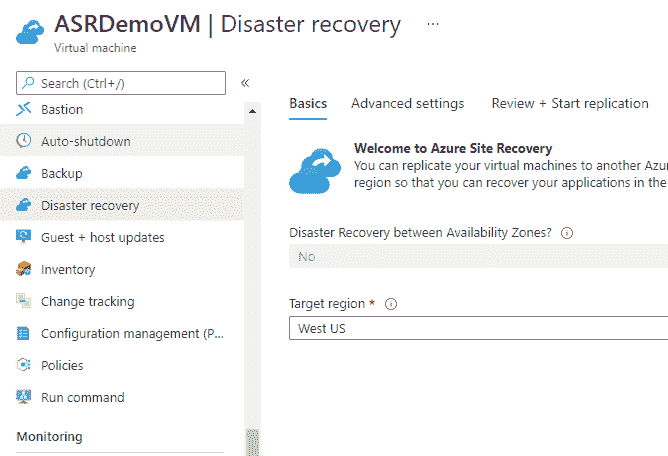 ASRDemoVM | Disaster recovery ...
Virtual machine
Search (Ctrl+/)
«
Bastion
Auto-shutdown
Backup
Disaster recovery
Guest + host updates
Inventory
Change tracking
Configuration management (P...
Policies
Run command
Monitoring
Basics Advanced settings Review + Start replication
Welcome to Azure Site Recovery
You can replicate your virtual machines to another Azu
region so that you can recover your applications in the
Disaster Recovery between Availability Zones?
No
Target region *
West US